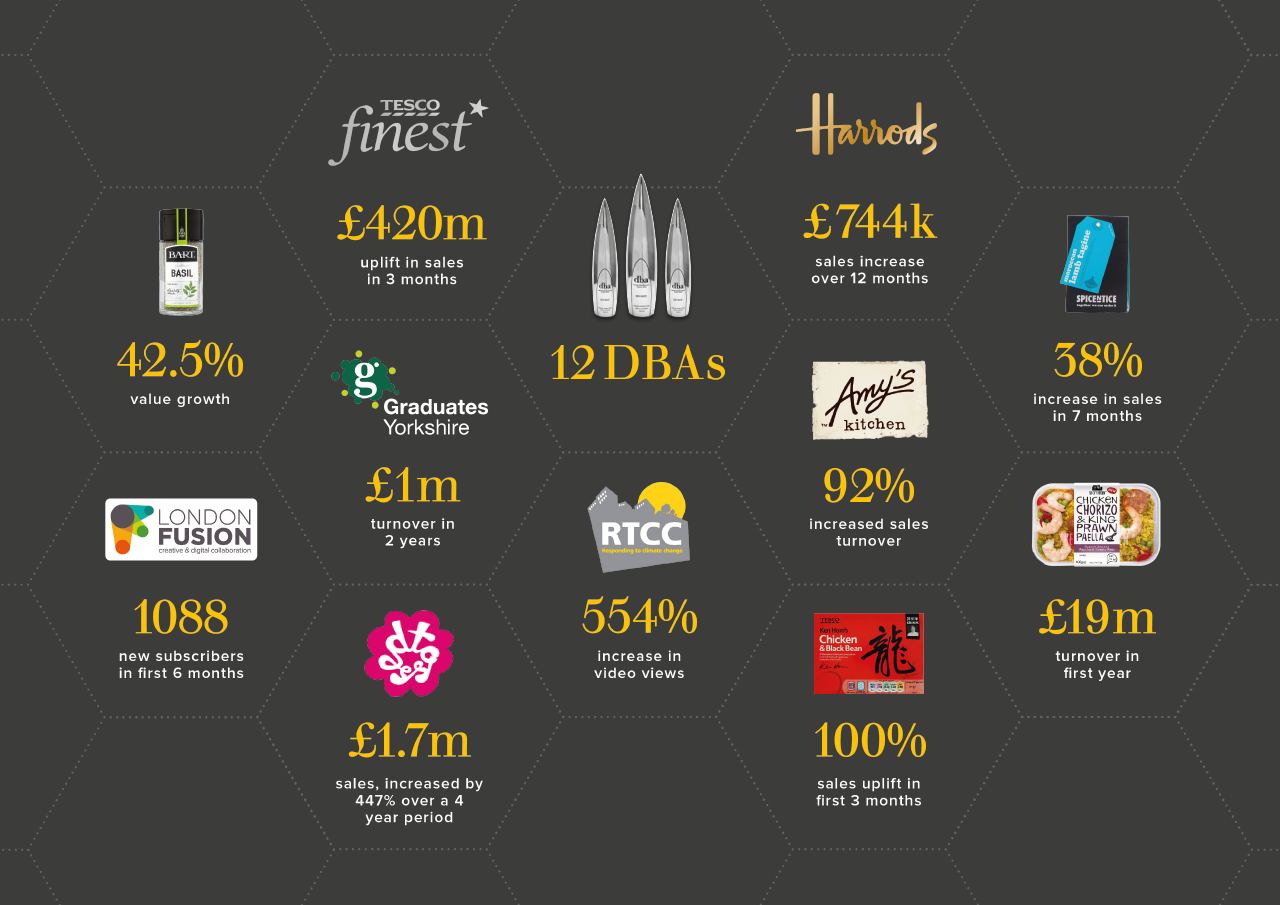 TESCO
finest
£420m
uplift in sales
in 3 months
Harrods
£744k
sales increase
over 12 months
BART
BASIL
42.5%
value growth
dba
dba
dba
12 DBAs
moroccan
lamb tagine
SPICENTICE
38%
increase in sales
in 7 months
g
Graduates
Yorkshire
£1m
turnover in
2 years
Amy's
kitchen
TM
92%
increased sales
turnover
LONDON
FUSION
creative & digital collaboration
1088
new subscribers
in first 6 months
RTCC
Responding to climate change
554%
increase in
video views
CHICKEN
CHORIZO
& KING
PRAWN
PAELLA
£19m
turnover in
first year
£1.7m
sales, increased by
447% over a 4
year period
TESCO
Ken Hom's
Chicken
& Black Bean
龍
100%
sales uplift in
first 3 months